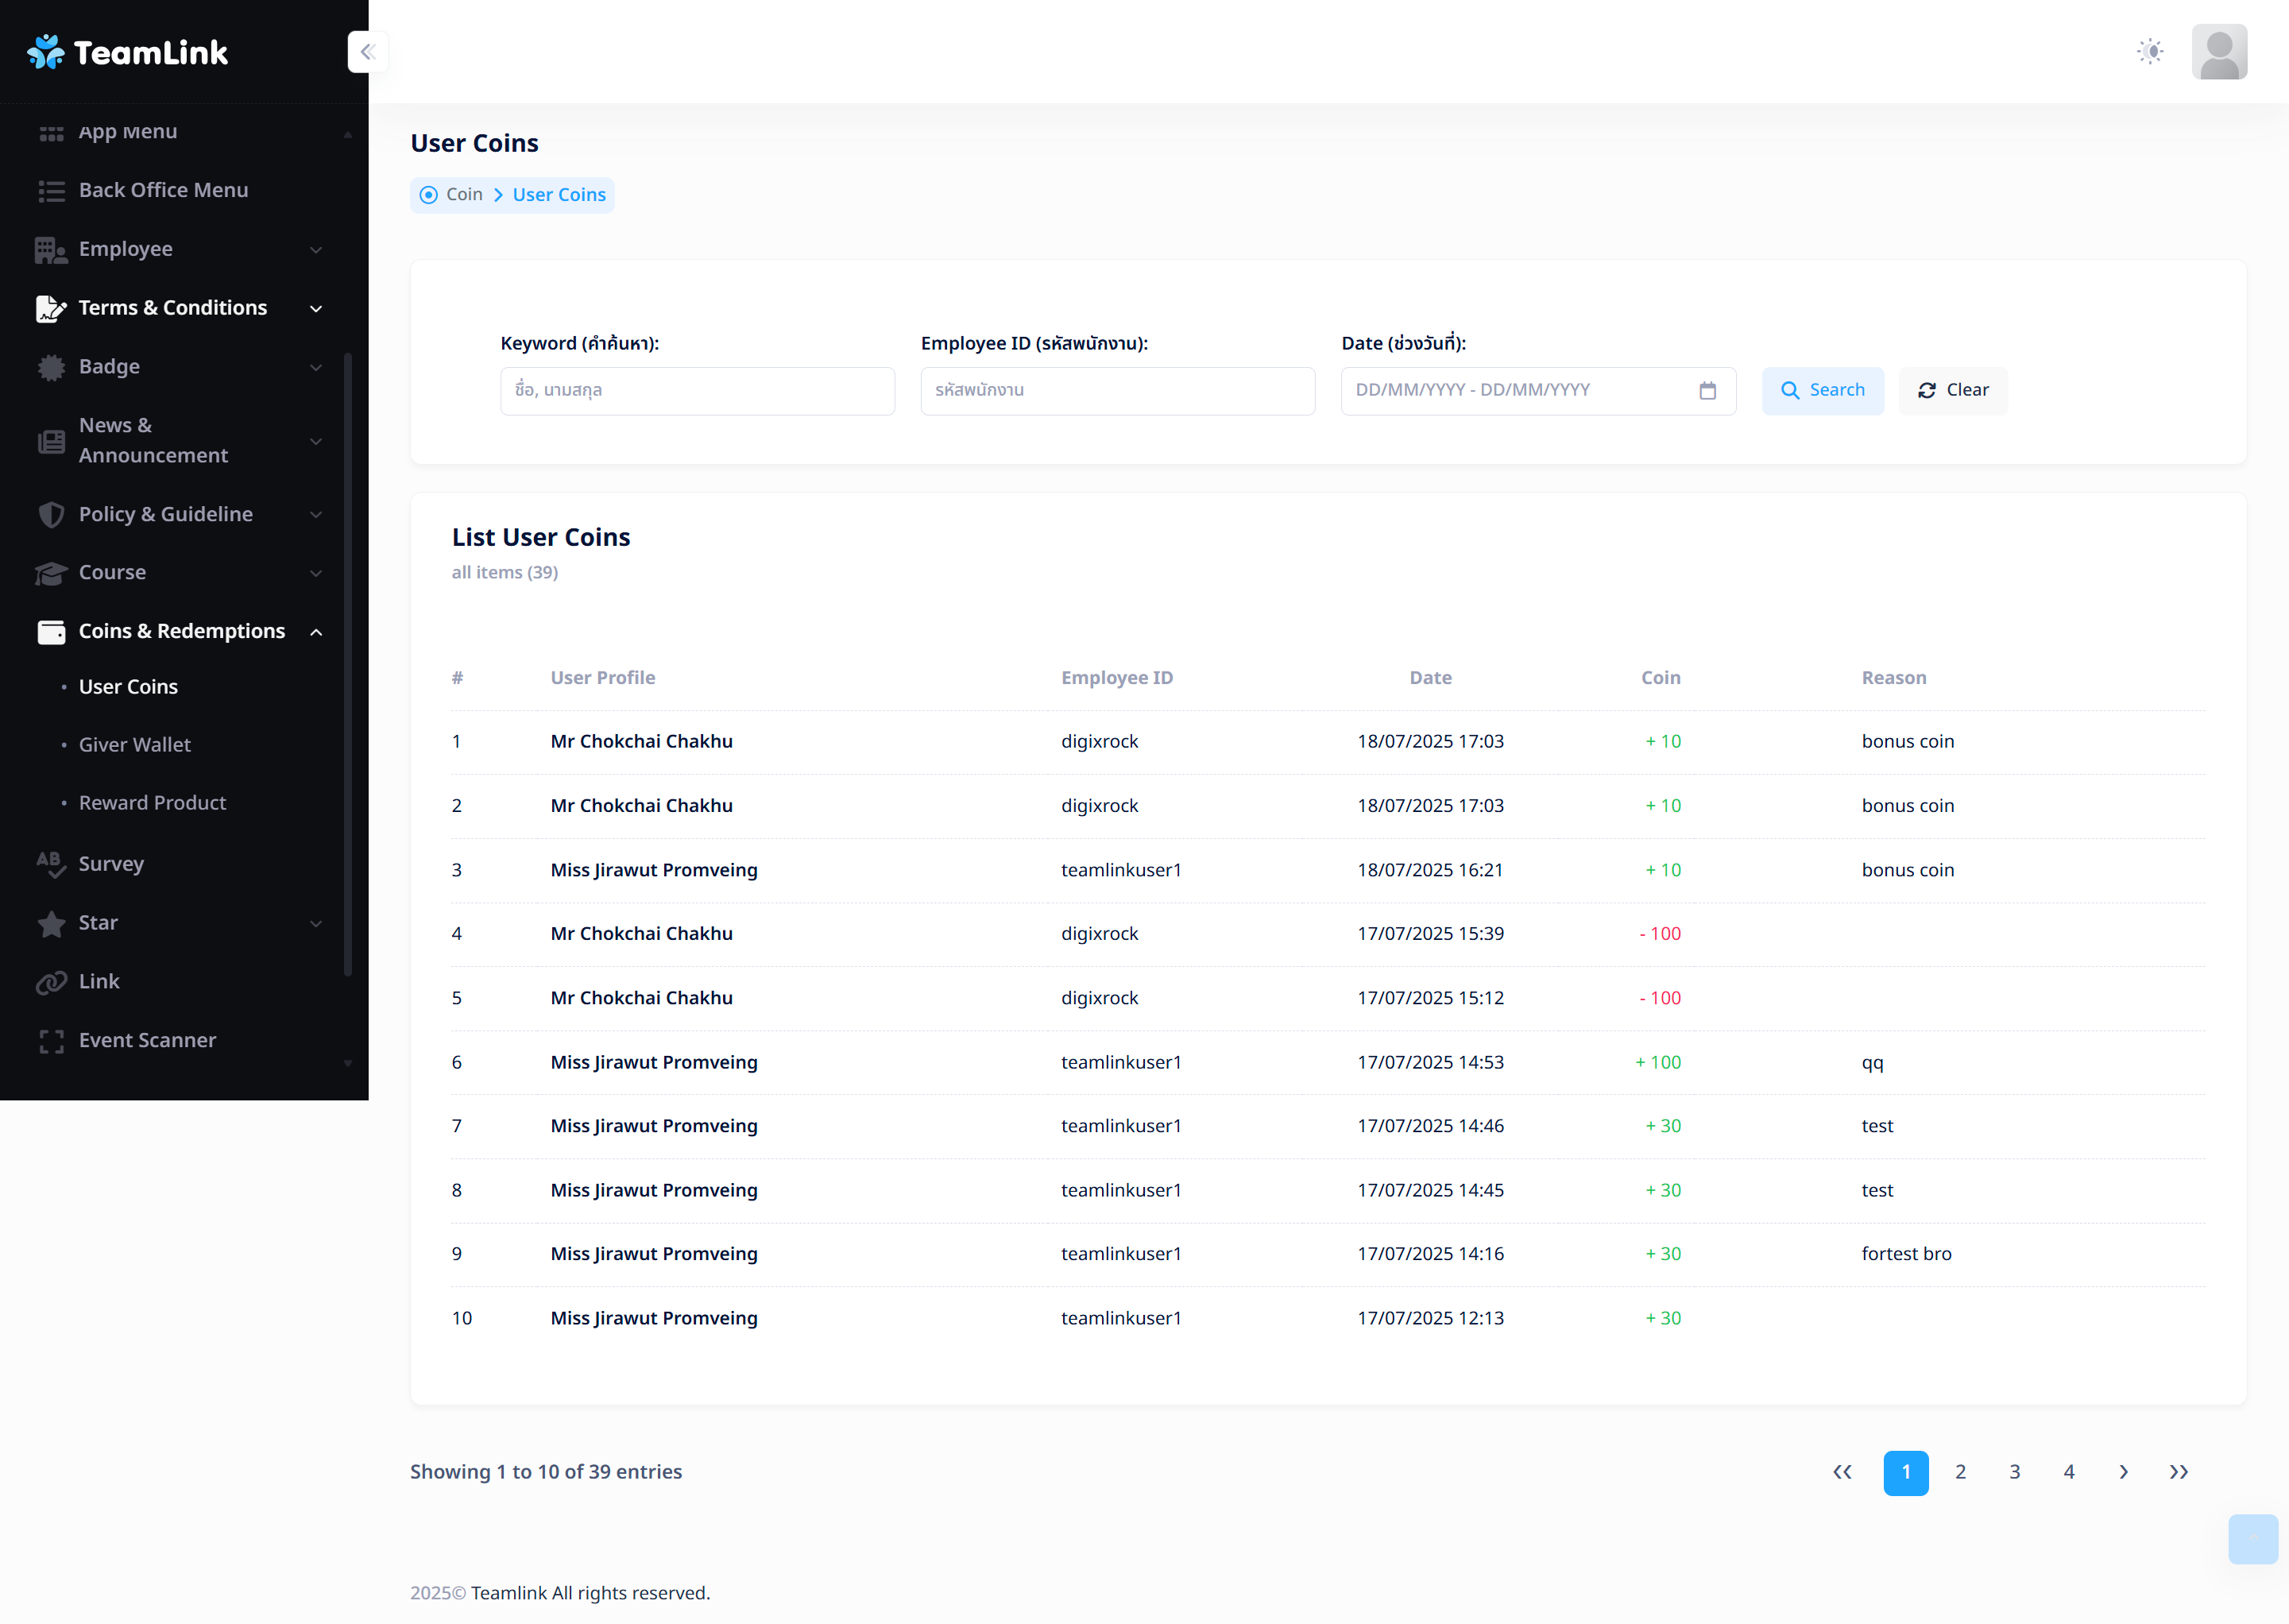 TeamLink
App Menu
Back Office Menu
Employee
Terms & Conditions
Badge
News &
Announcement
Policy & Guideline
Course
Coins & Redemptions
User Coins
Giver Wallet
Reward Product
Survey
Star
Link
Event Scanner
User Coins
Coin User Coins
Keyword (คำค้นหา): Employee ID (รหัสพนักงาน): Date (ช่วงวันที่):
ชื่อ, นามสกุล รหัสพนักงาน DD/MM/YYYY - DD/MM/YYYY Search Clear
List User Coins
all items (39)
# User Profile Employee ID Date Coin Reason
1 Mr Chokchai Chakhu digixrock 18/07/2025 17:03 + 10 bonus coin
2 Mr Chokchai Chakhu digixrock 18/07/2025 17:03 + 10 bonus coin
3 Miss Jirawut Promveing teamlinkuser1 18/07/2025 16:21 + 10 bonus coin
4 Mr Chokchai Chakhu digixrock 17/07/2025 15:39 - 100
5 Mr Chokchai Chakhu digixrock 17/07/2025 15:12 - 100
6 Miss Jirawut Promveing teamlinkuser1 17/07/2025 14:53 + 100 qq
7 Miss Jirawut Promveing teamlinkuser1 17/07/2025 14:46 + 30 test
8 Miss Jirawut Promveing teamlinkuser1 17/07/2025 14:45 + 30 test
9 Miss Jirawut Promveing teamlinkuser1 17/07/2025 14:16 + 30 fortest bro
10 Miss Jirawut Promveing teamlinkuser1 17/07/2025 12:13 + 30
Showing 1 to 10 of 39 entries 1 2 3 4
2025© Teamlink All rights reserved.